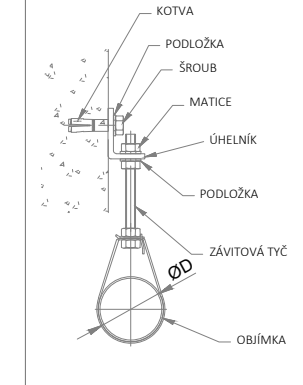 KOTVA
PODLOŽKA
ŠROUB
MATICE
ÚHELNÍK
PODLOŽKA
ZÁVITOVÁ TYČ
ØD
OBJÍMKA